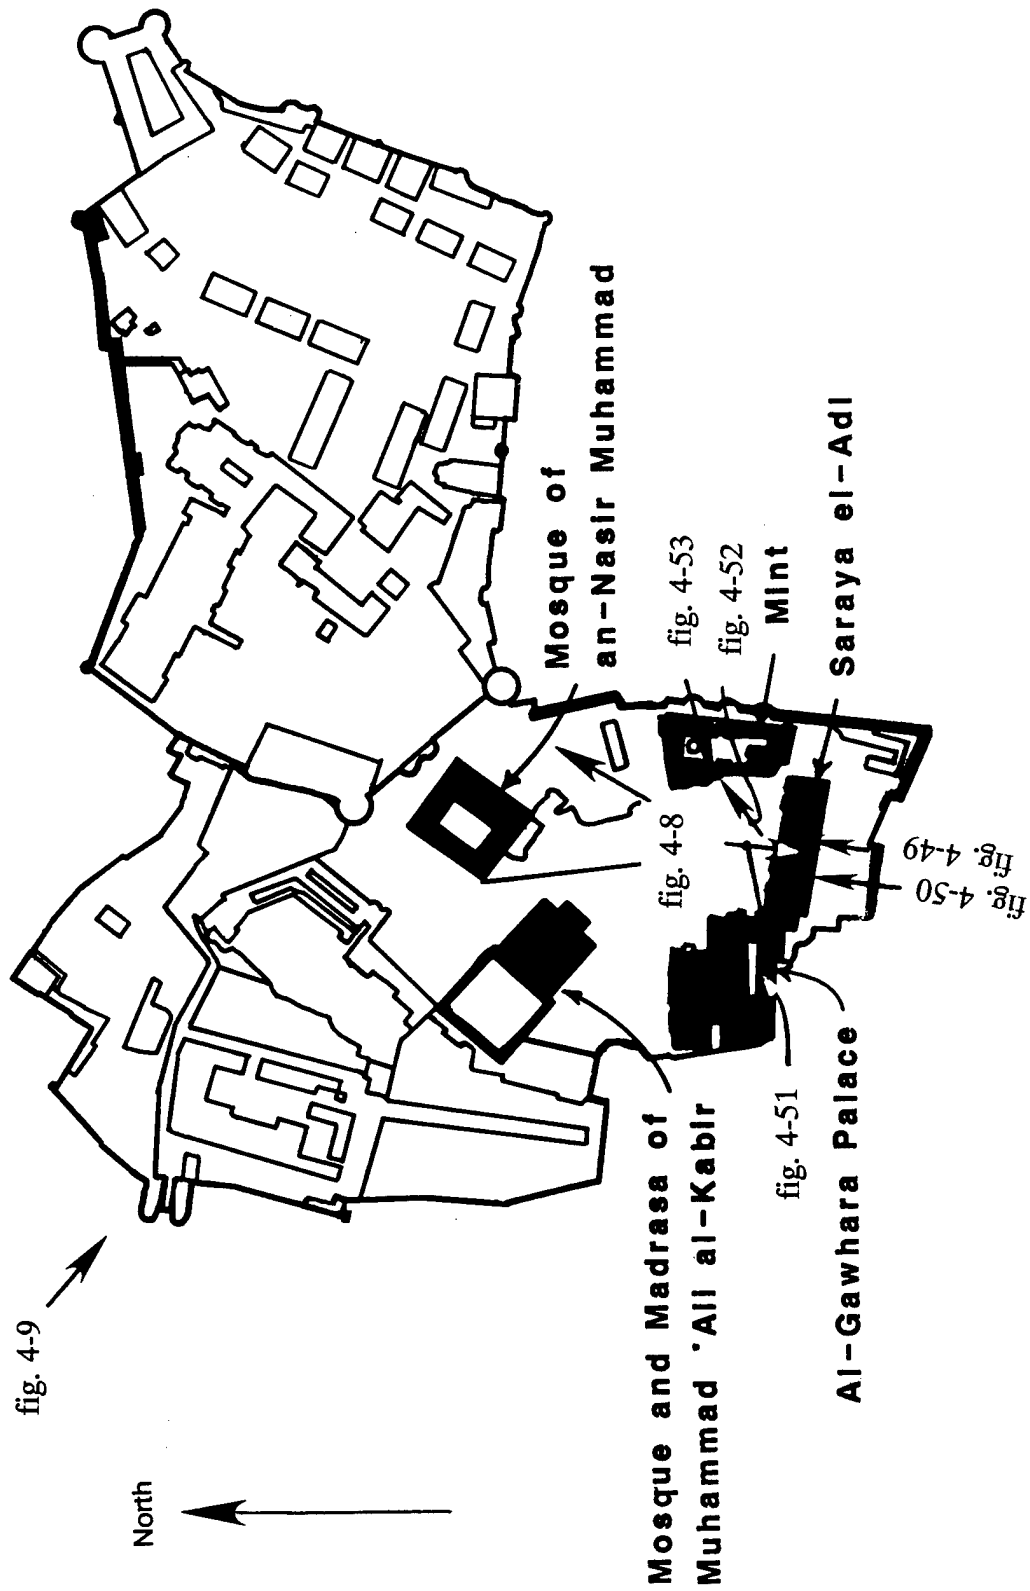 fig. 4-9
North
Mosque of
an-Nasir Muhammad
fig. 4-53
fig. 4-52
Mint
Saraya el-Adl
fig. 4-8
fig. 4-49
fig. 4-50
Mosque and Madrasa of
Muhammad 'Ali al-Kabir
fig. 4-51
Al-Gawhara Palace